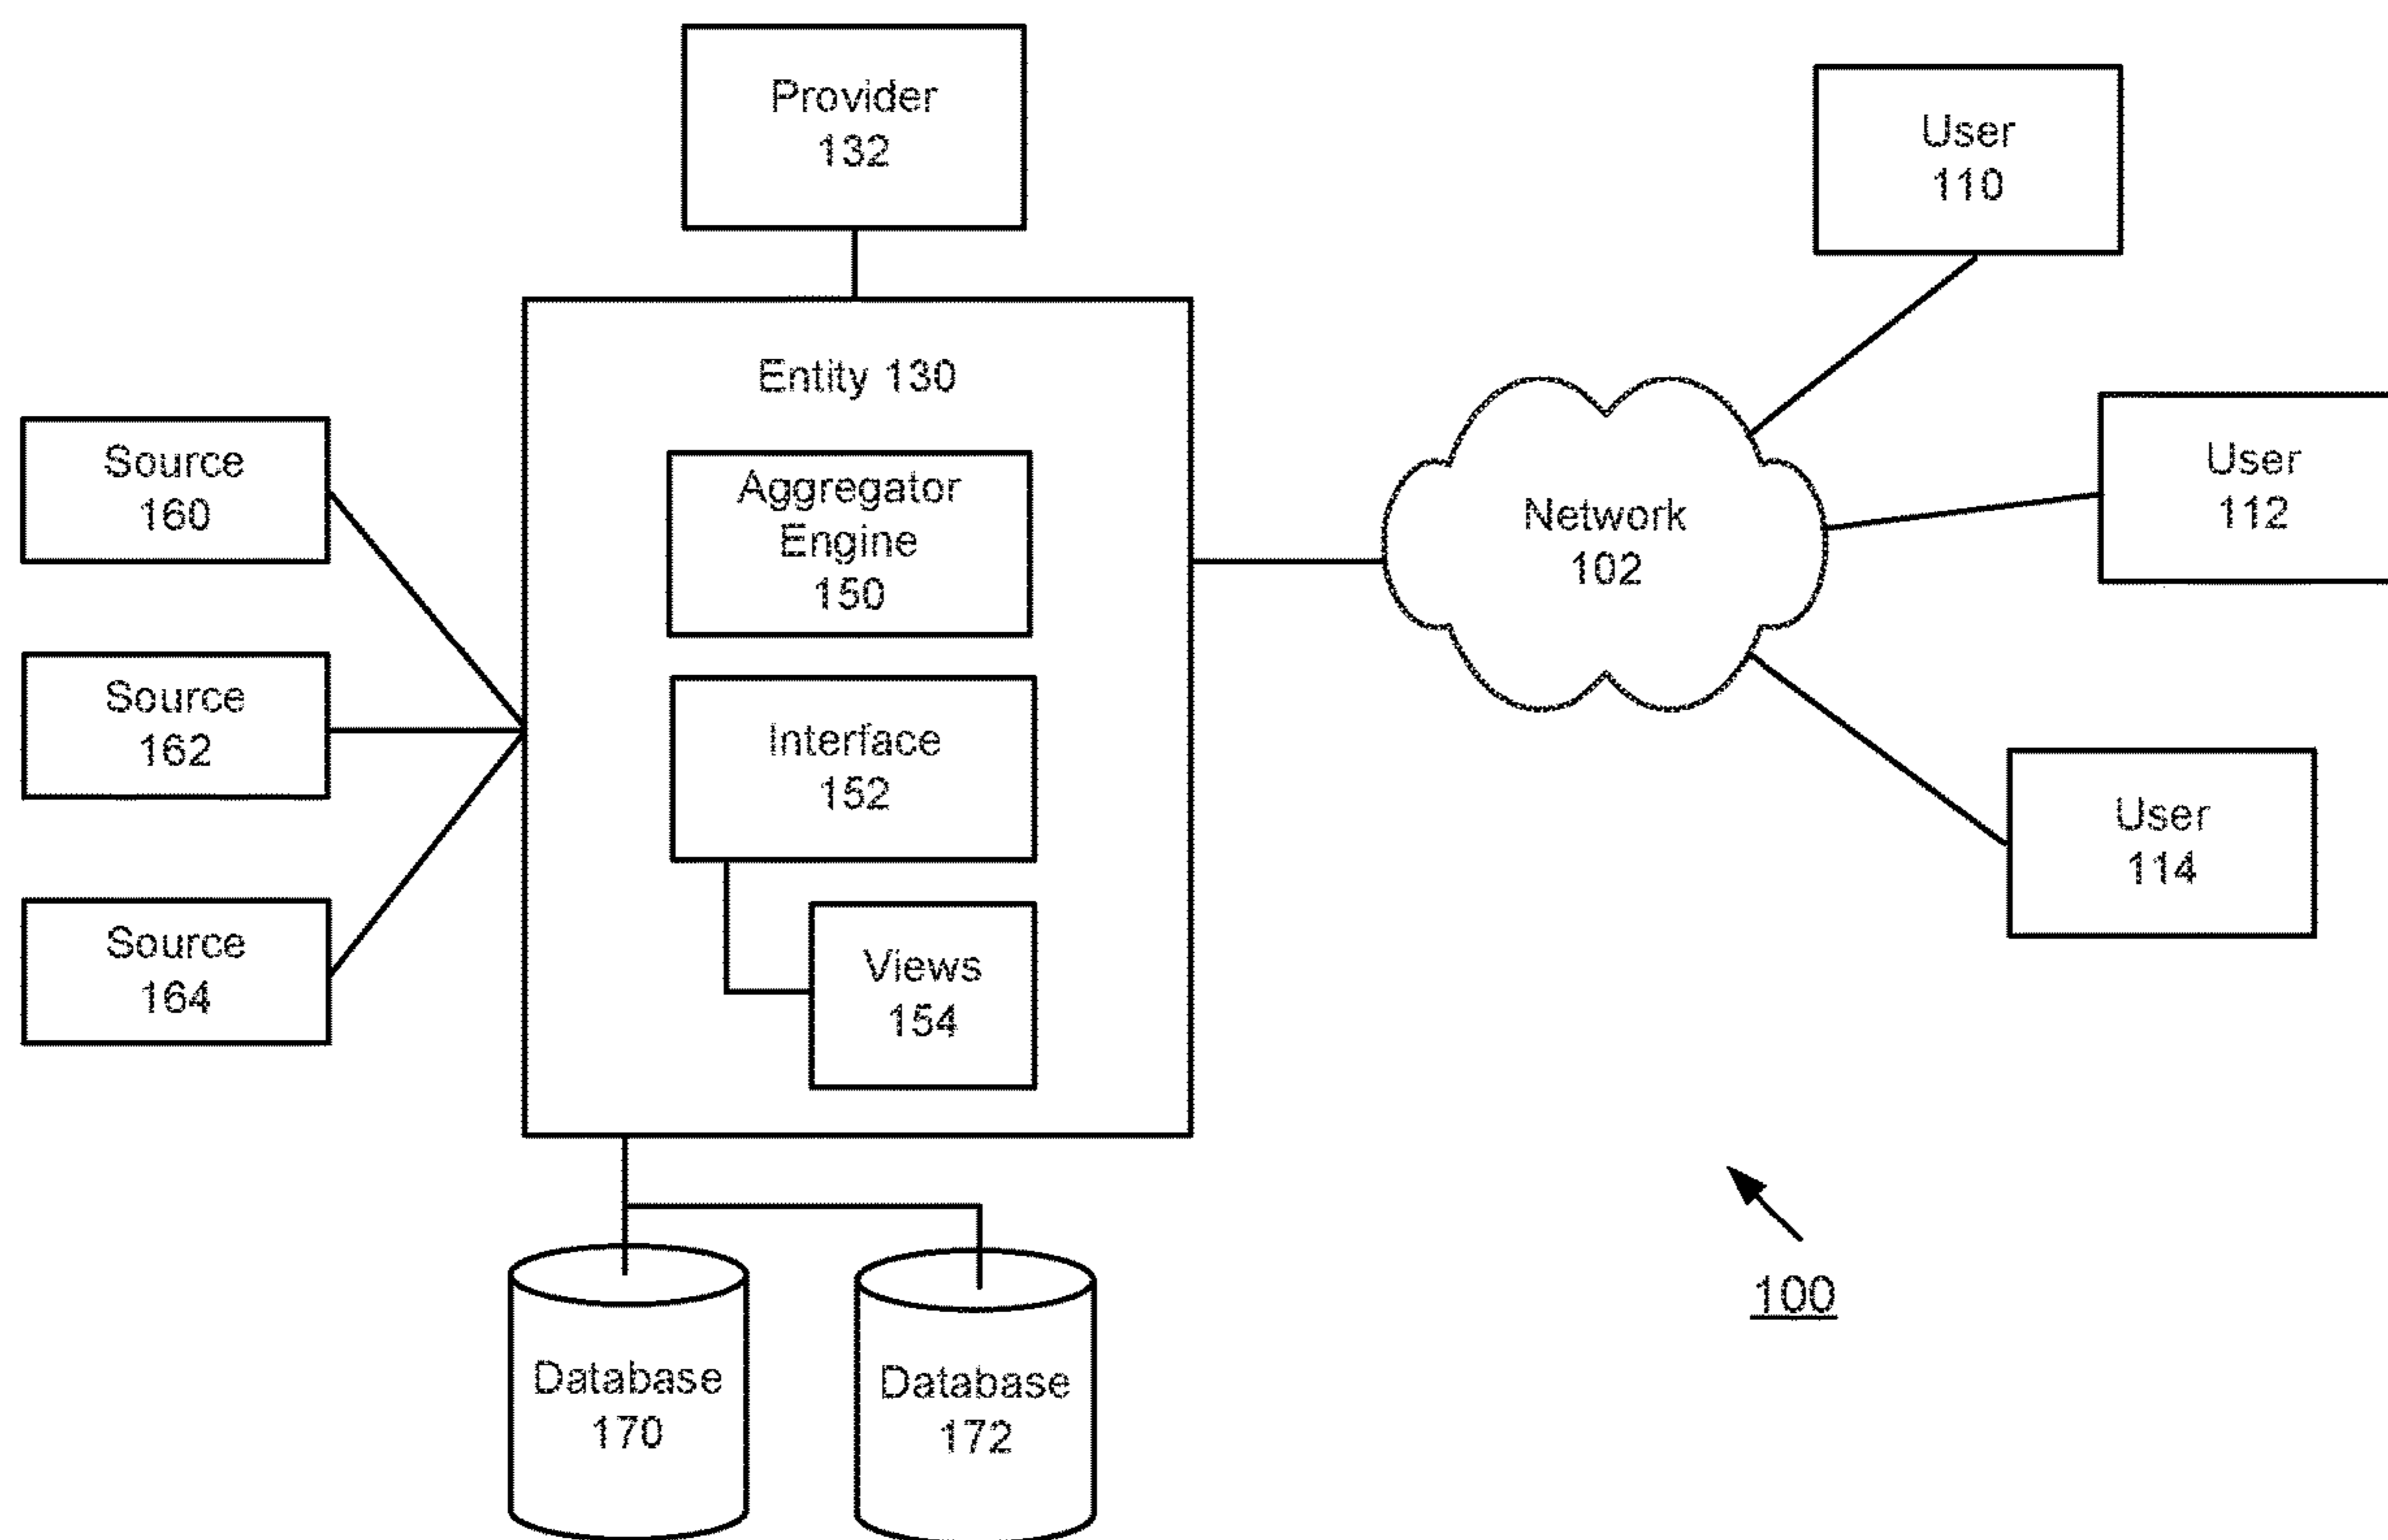 Provider
132
User
110
Entity 130
Source
160
Aggregator
Engine
150
Network
102
User
112
Source
162
Interface
152
User
114
Source
164
Views
154
100
Database
170
Database
172